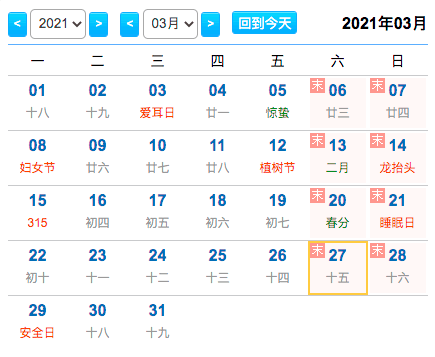 < 2021 > < 03月 > 回到今天 2021年03月
一 二 三 四 五 六 日
01 02 03 04 05 末 06 末 07
十八 十九 爱耳日 廿一 惊蛰 廿三 廿四
08 09 10 11 12 末 13 末 14
妇女节 廿六 廿七 廿八 植树节 二月 龙抬头
15 16 17 18 19 末 20 末 21
315 初四 初五 初六 初七 春分 睡眠日
22 23 24 25 26 末 27 末 28
初十 十一 十二 十三 十四 十五 十六
29 30 31
安全日 十八 十九